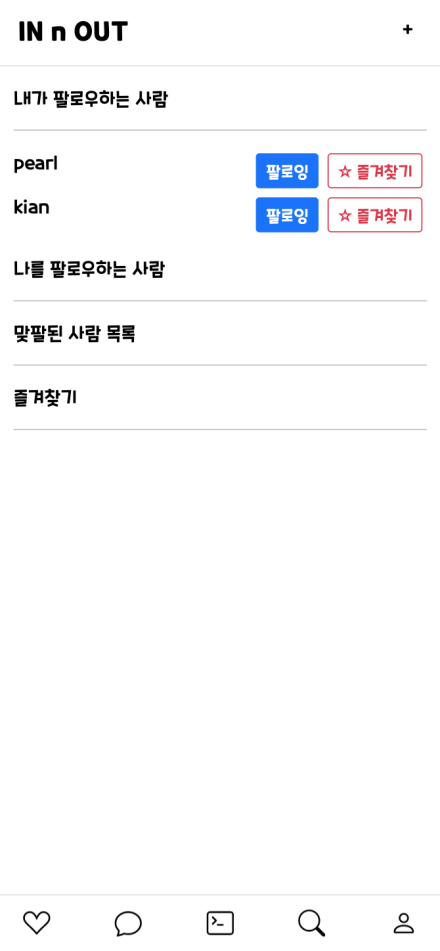 IN n OUT +
내가 팔로우하는 사람
pearl 팔로잉 ☆ 즐겨찾기
kian 팔로잉 ☆ 즐겨찾기
나를 팔로우하는 사람
맞팔된 사람 목록
즐겨찾기